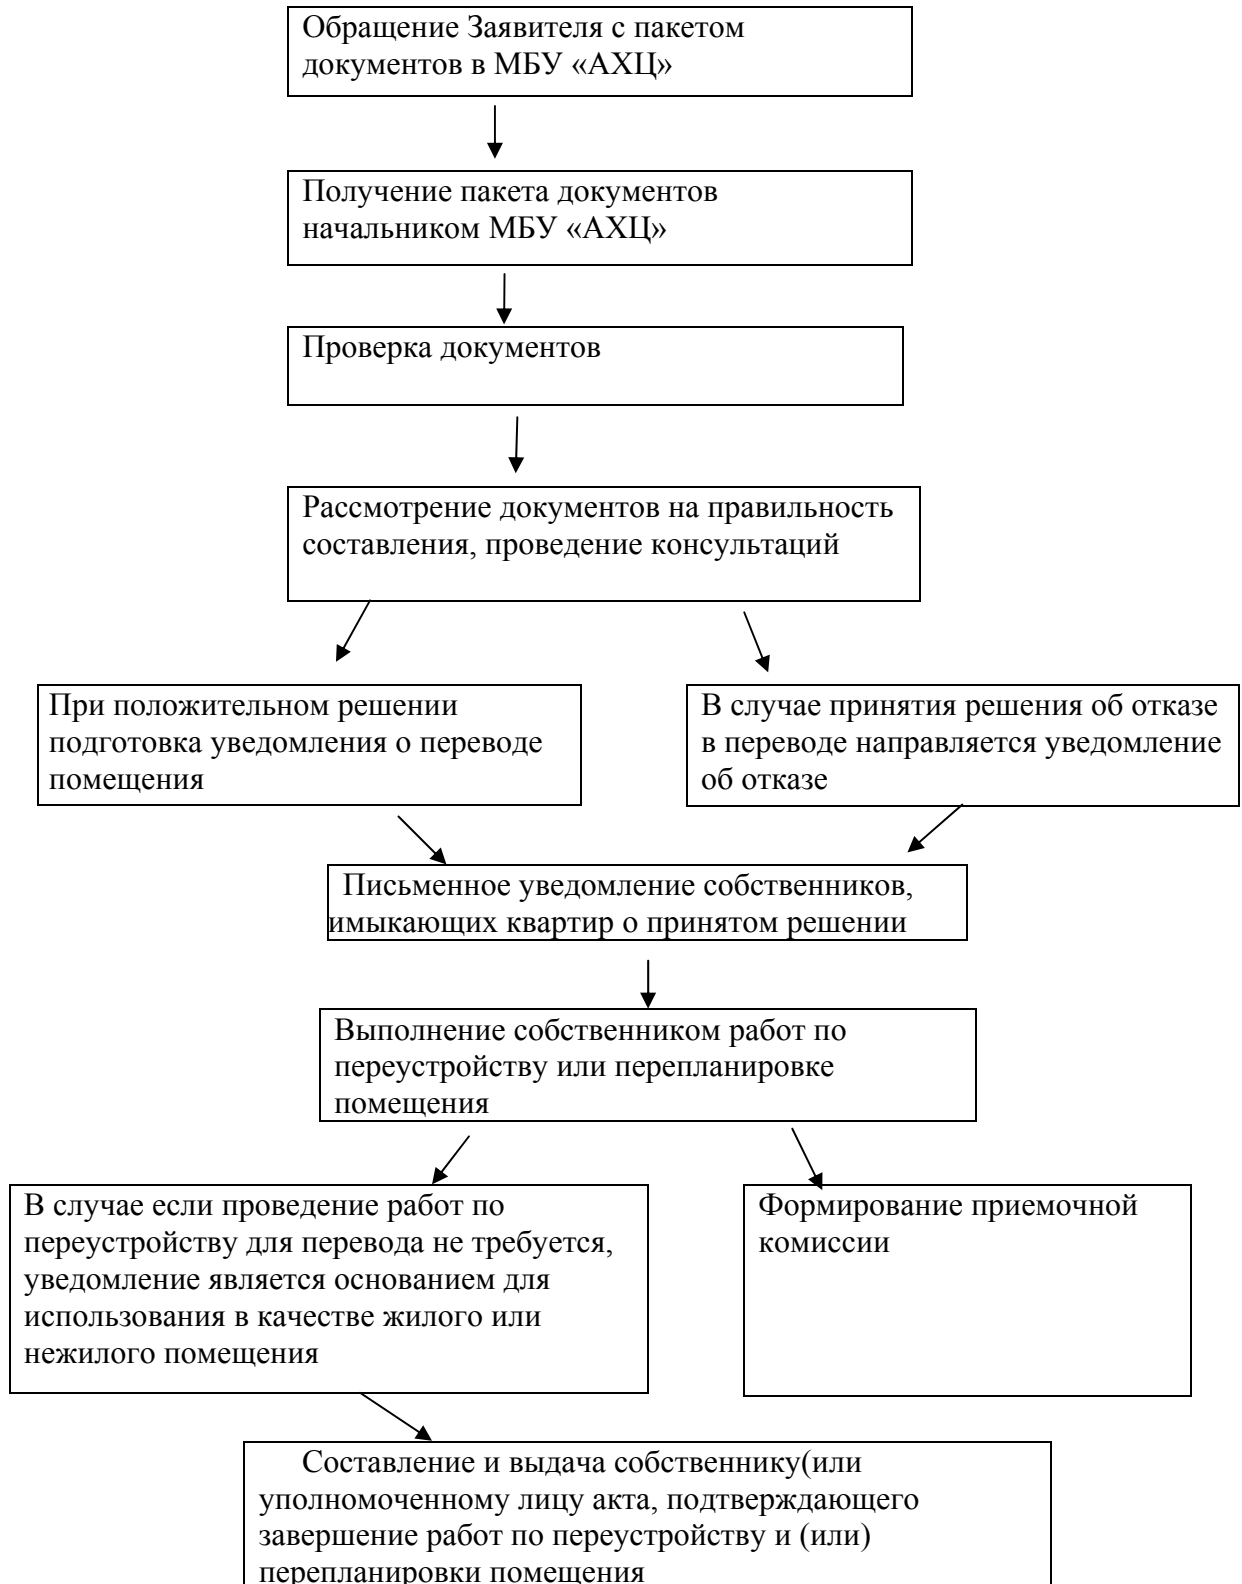 Обращение Заявителя с пакетом
документов в МБУ «АХЦ»
Получение пакета документов
начальником МБУ «АХЦ»
Проверка документов
Рассмотрение документов на правильность
составления, проведение консультаций
При положительном решении
подготовка уведомления о переводе
помещения
В случае принятия решения об отказе
в переводе направляется уведомление
об отказе
Письменное уведомление собственников,
имыкающих квартир о принятом решении
Выполнение собственником работ по
переустройству или перепланировке
помещения
В случае если проведение работ по
переустройству для перевода не требуется,
уведомление является основанием для
использования в качестве жилого или
нежилого помещения
Формирование приемочной
комиссии
Составление и выдача собственнику(или
уполномоченному лицу акта, подтверждающего
завершение работ по переустройству и (или)
перепланировки помещения